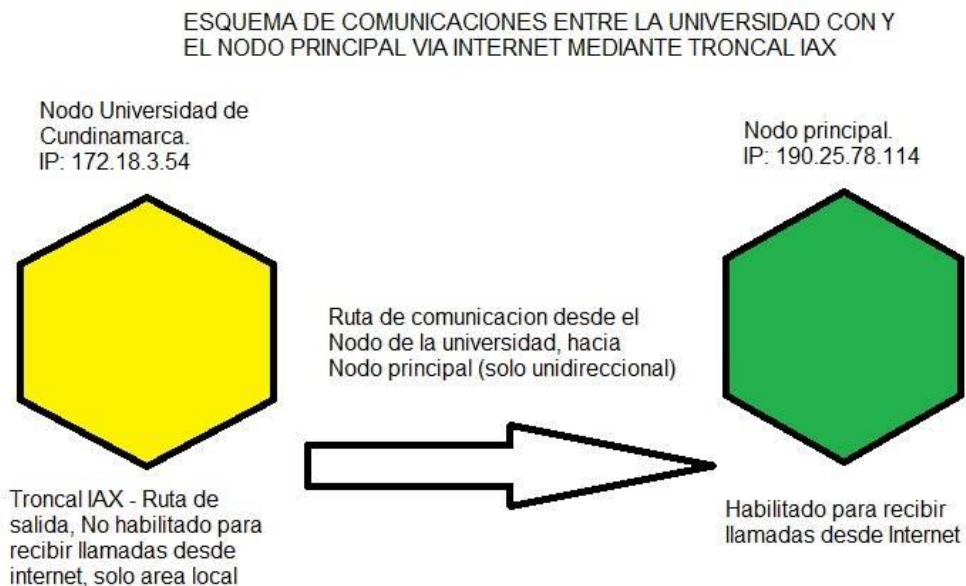 ESQUEMA DE COMUNICACIONES ENTRE LA UNIVERSIDAD CON Y
EL NODO PRINCIPAL VIA INTERNET MEDIANTE TRONCAL IAX
Nodo Universidad de
Cundinamarca.
IP: 172.18.3.54
Nodo principal.
IP: 190.25.78.114
Ruta de comunicacion desde el
Nodo de la universidad, hacia
Nodo principal (solo unidireccional)
Troncal IAX - Ruta de
salida, No habilitado para
recibir llamadas desde
internet, solo area local
Habilitado para recibir
llamadas desde Internet